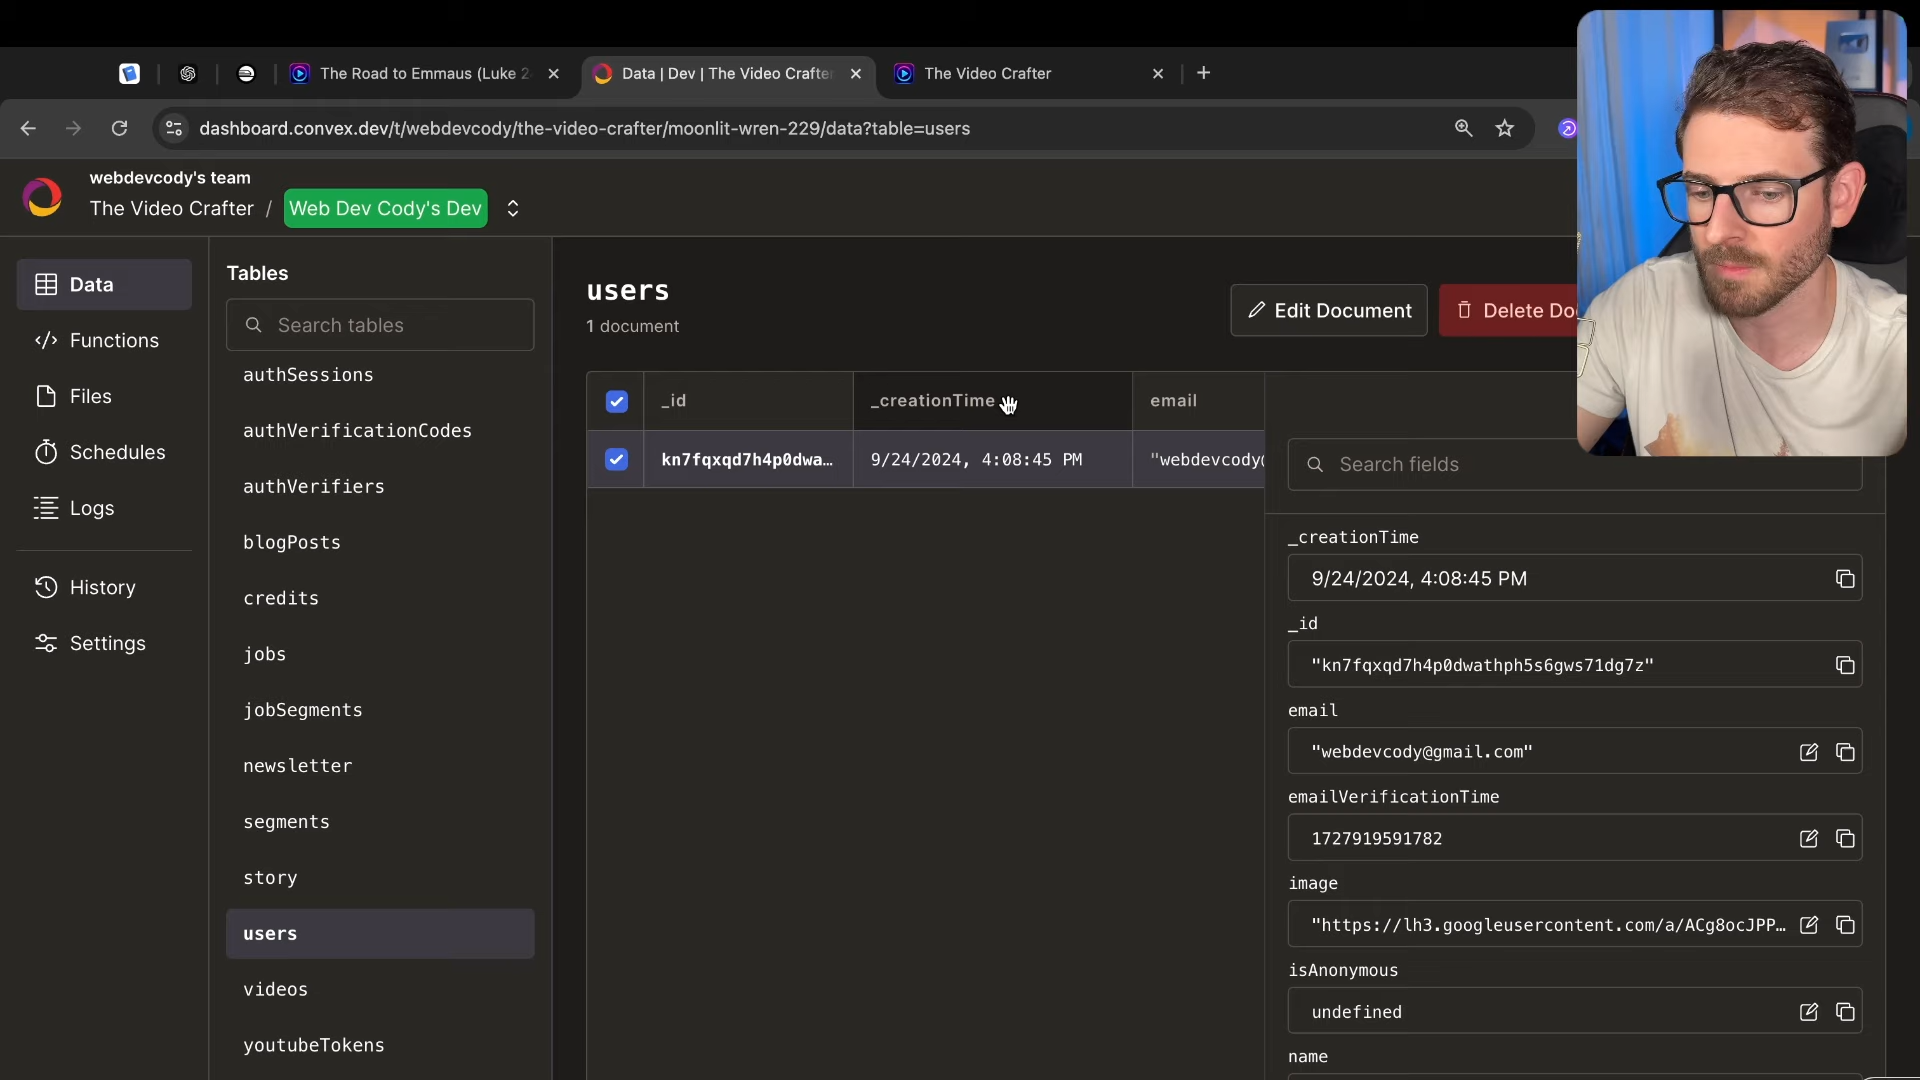 The Road to Emmaus (Luke 2
Data | Dev | The Video Crafte
The Video Crafter
dashboard.convex.dev/t/webdevcody/the-video-crafter/moonlit-wren-229/data?table=users
webdevcody's team
The Video Crafter / Web Dev Cody's Dev
Data
Functions
Files
Schedules
Logs
History
Settings
Tables
Search tables
authSessions
authVerificationCodes
authVerifiers
blogPosts
credits
jobs
jobSegments
newsletter
segments
story
users
videos
youtubeTokens
users
1 document
Edit Document
Delete Do
_id
_creationTime
email
kn7fqxqd7h4p0dwa…
9/24/2024, 4:08:45 PM
"webdevcody@
Search fields
_creationTime
9/24/2024, 4:08:45 PM
_id
"kn7fqxqd7h4p0dwathph5s6gws71dg7z"
email
"webdevcody@gmail.com"
emailVerificationTime
1727919591782
image
"https://lh3.googleusercontent.com/a/ACg8ocJPP…
isAnonymous
undefined
name